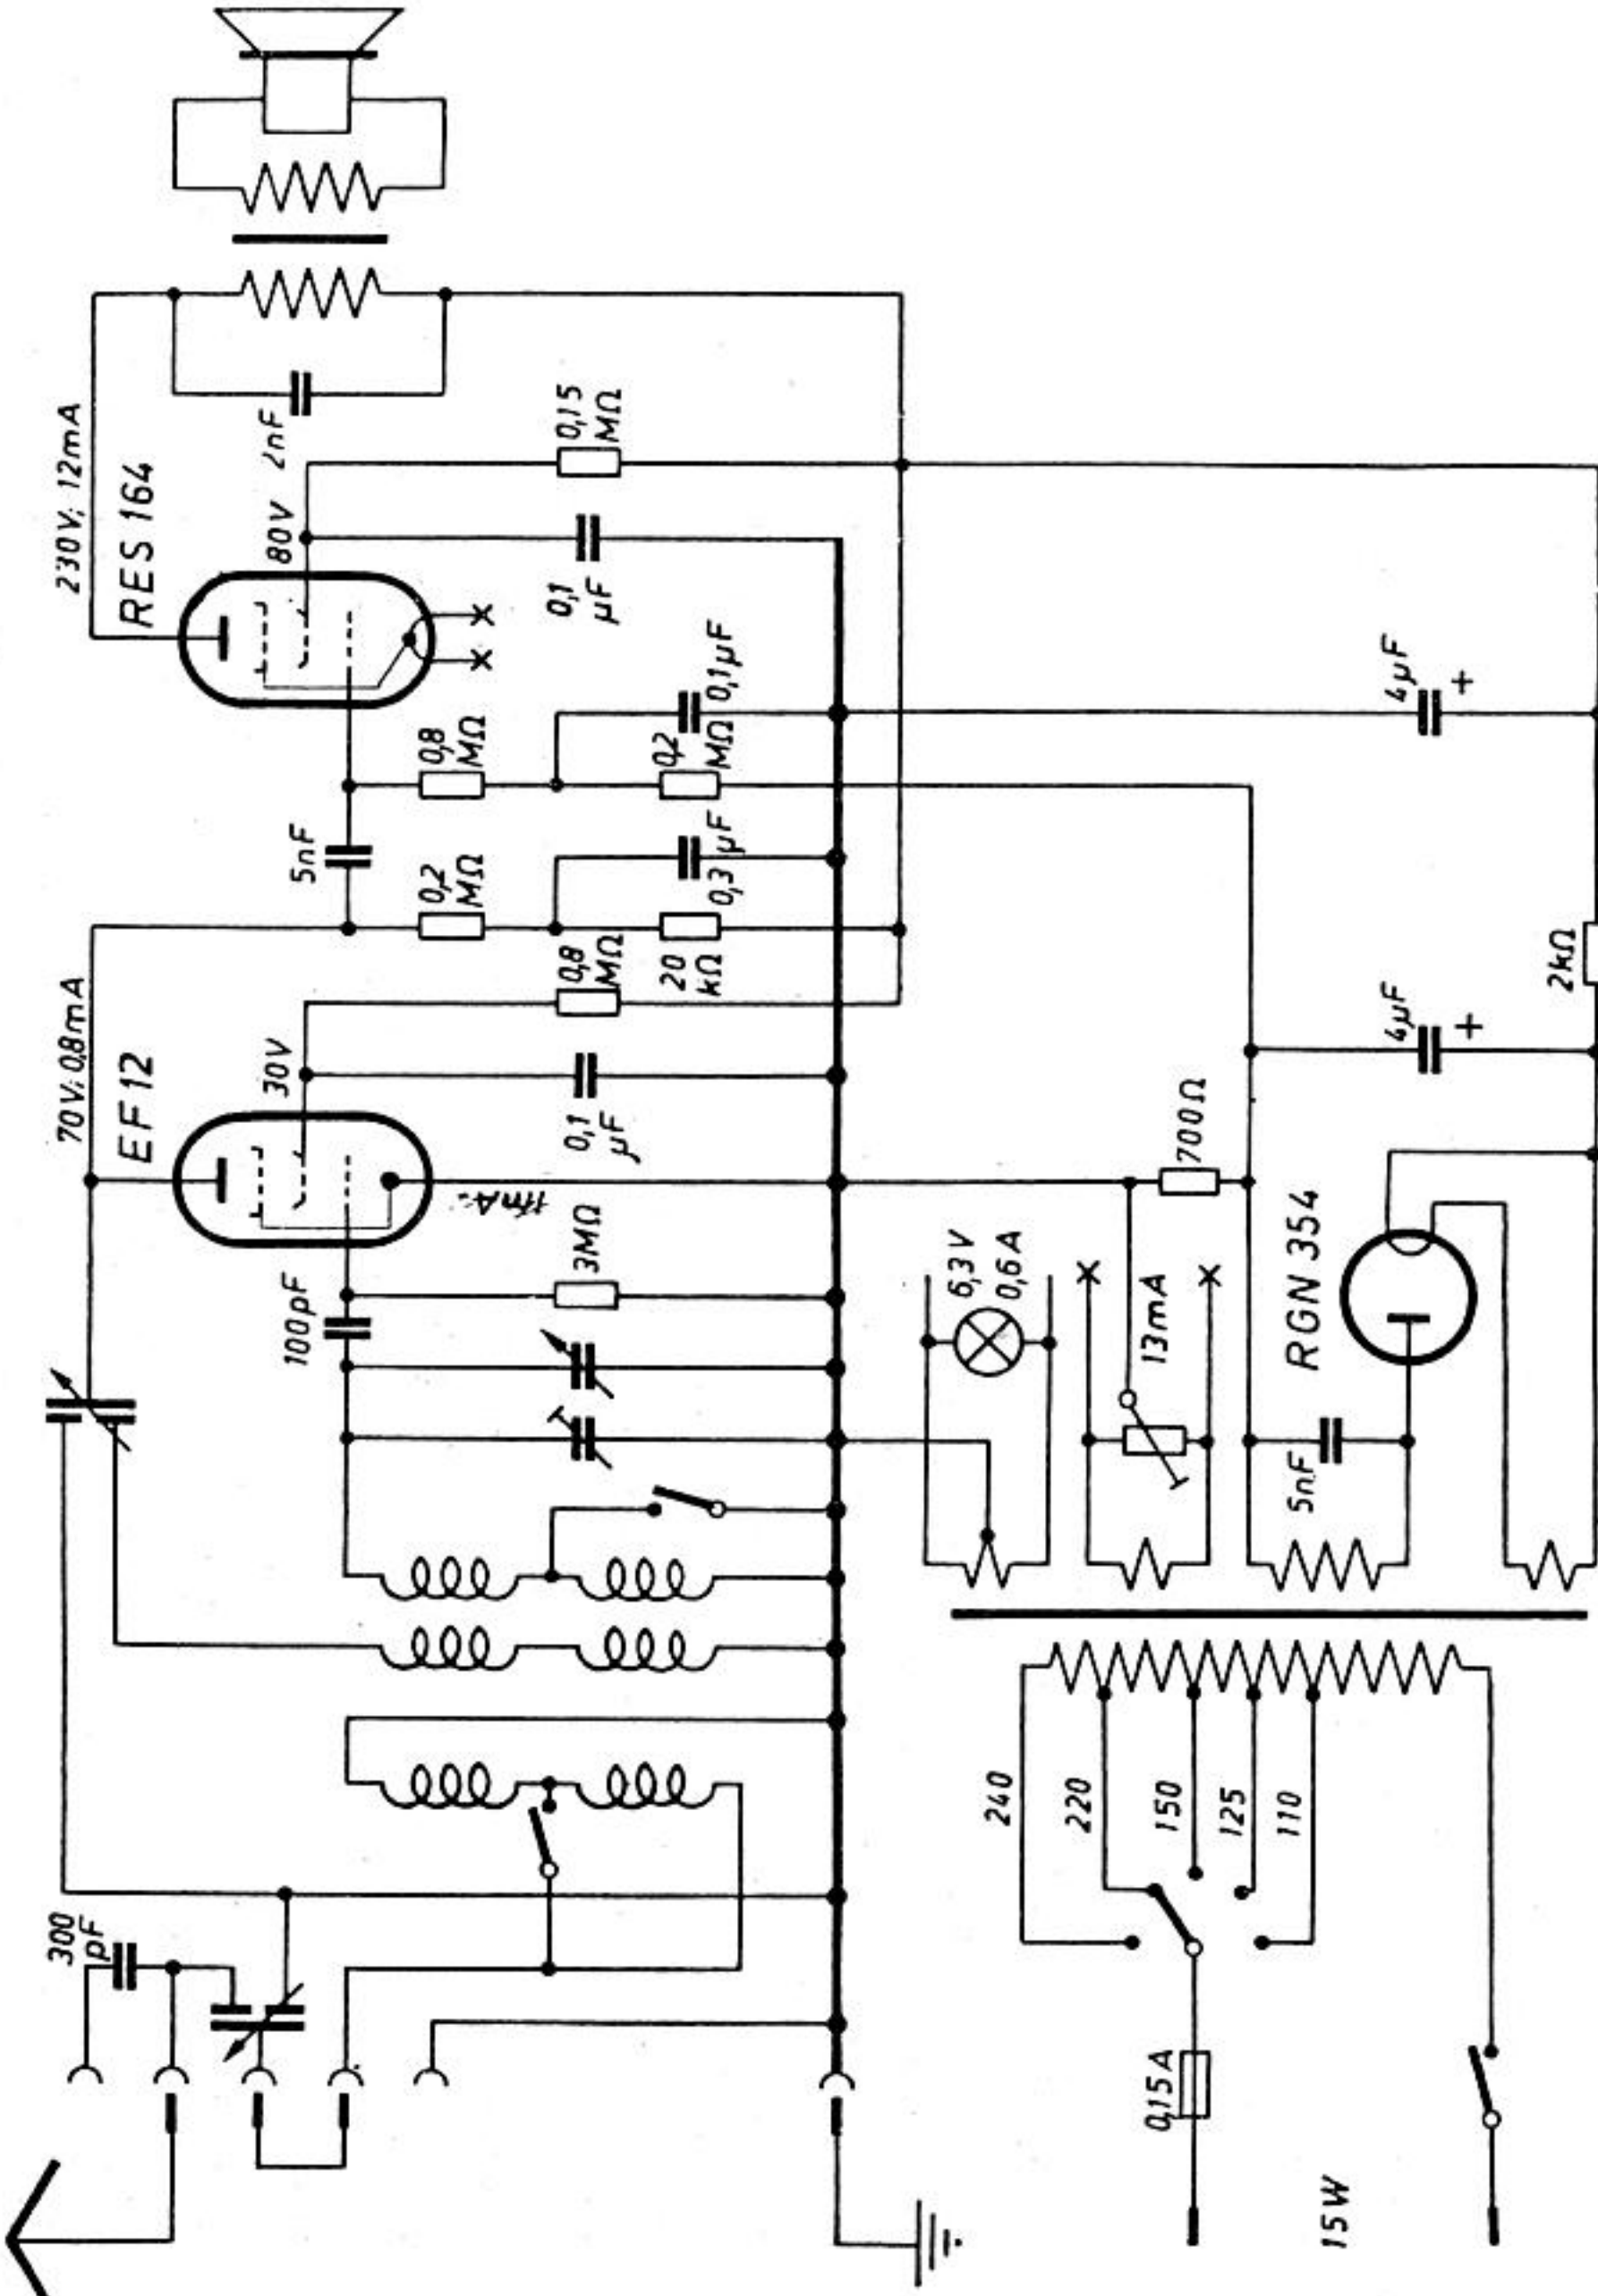 300
pF
100pF
70V; 0,8mA
EF 12
30V
0,1
µF
3MΩ
5nF
0,2
MΩ
0,8
MΩ
20
kΩ
0,3 µF
0,8
MΩ
0,2
MΩ
0,1µF
230V; 12mA
RES 164
80V
2nF
0,1
µF
0,15
MΩ
6,3V
0,6A
13mA
700Ω
RGN 354
5nF
4µF
+
2kΩ
4µF
+
240
220
150
125
110
0,15A
15W